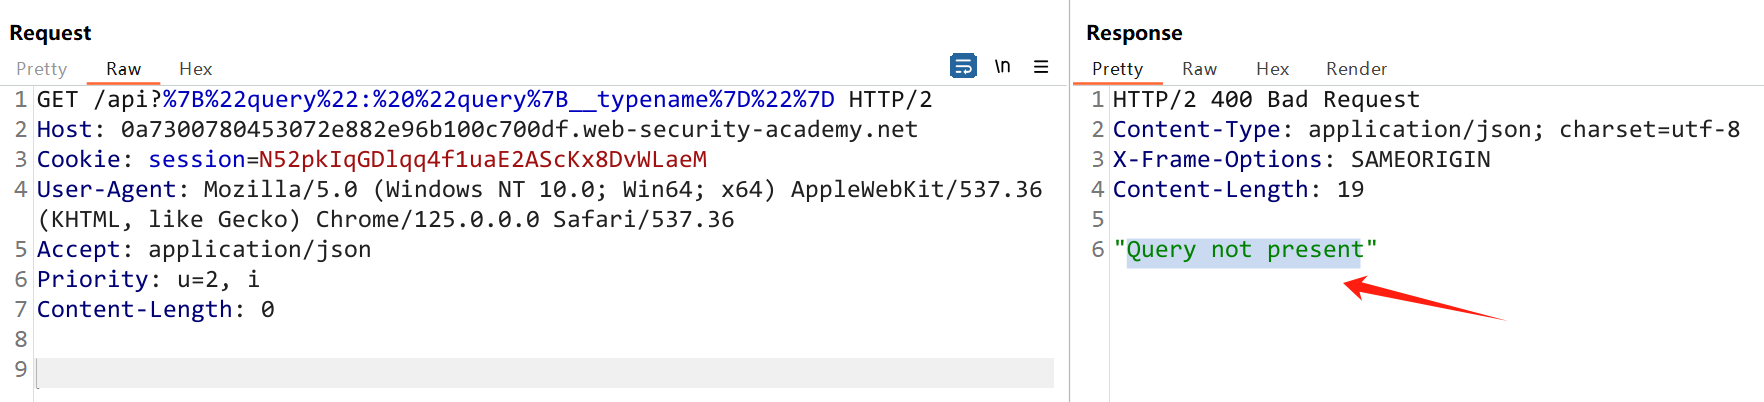 Request
Pretty Raw Hex
\n
1 GET /api?%7B%22query%22:%20%22query%7B__typename%7D%22%7D HTTP/2
2 Host: 0a7300780453072e882e96b100c700df.web-security-academy.net
3 Cookie: session=N52pkIqGDlqq4f1uaE2AScKx8DvWLaeM
4 User-Agent: Mozilla/5.0 (Windows NT 10.0; Win64; x64) AppleWebKit/537.36
(KHTML, like Gecko) Chrome/125.0.0.0 Safari/537.36
5 Accept: application/json
6 Priority: u=2, i
7 Content-Length: 0
8
9
Response
Pretty Raw Hex Render
1 HTTP/2 400 Bad Request
2 Content-Type: application/json; charset=utf-8
3 X-Frame-Options: SAMEORIGIN
4 Content-Length: 19
5
6 "Query not present"